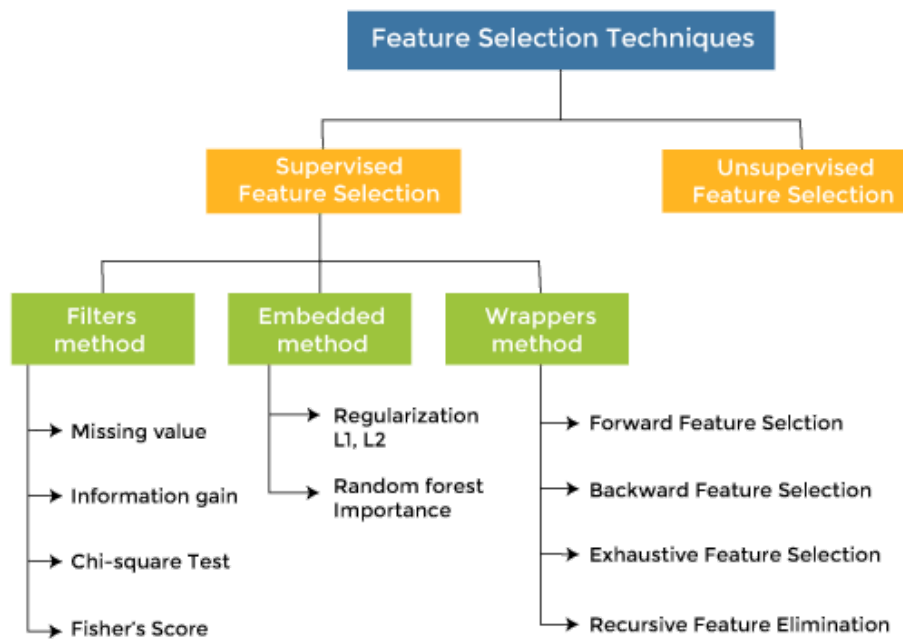 Feature Selection Techniques
Supervised
Feature Selection
Unsupervised
Feature Selection
Filters
method
Embedded
method
Wrappers
method
Missing value
Information gain
Chi-square Test
Fisher's Score
Regularization
L1, L2
Random forest
Importance
Forward Feature Selction
Backward Feature Selection
Exhaustive Feature Selection
Recursive Feature Elimination